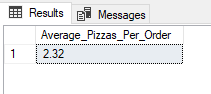 Results Messages
Average_Pizzas_Per_Order
1 2.32